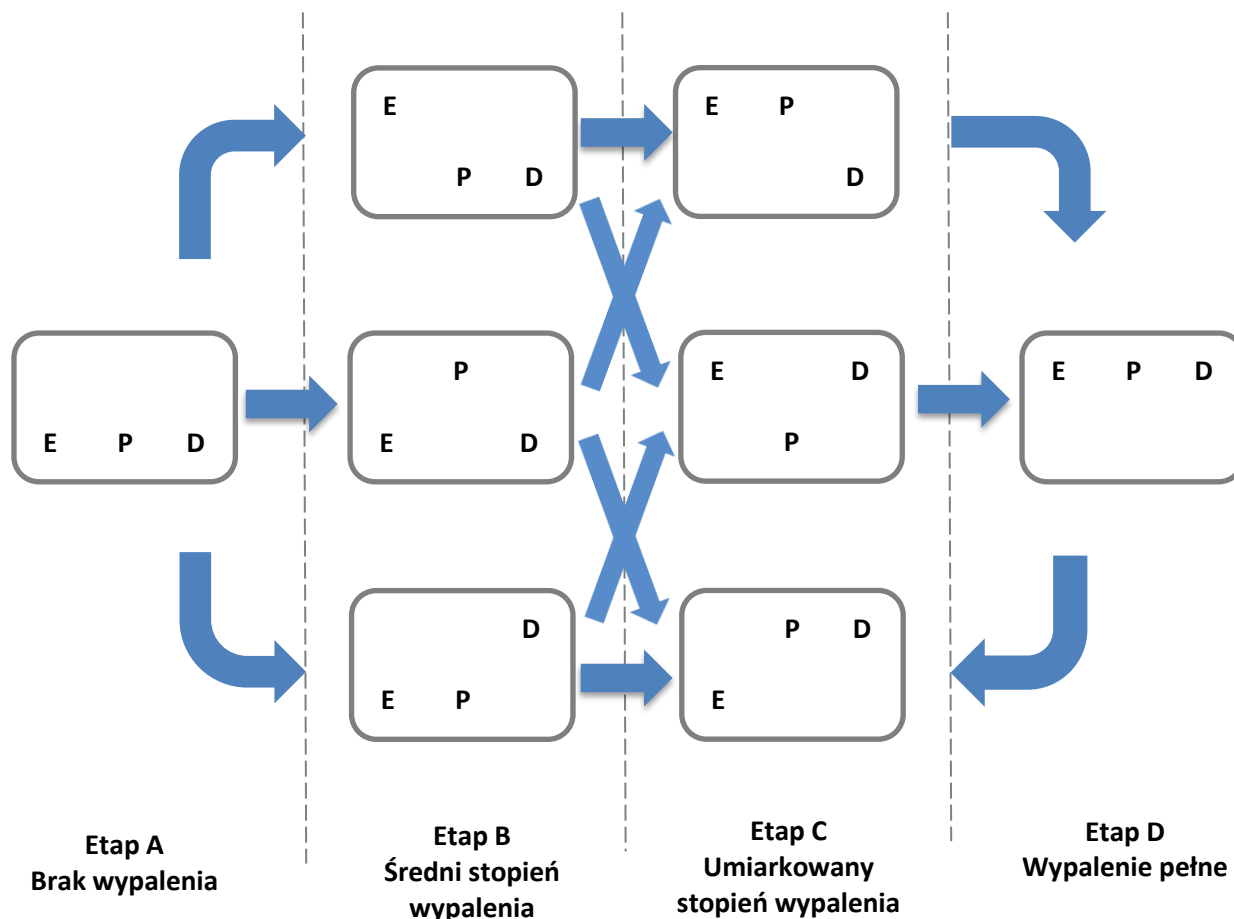 E
P D
E P
D
E P D
P
E D
E D
P
E P D
D
E P
P D
E
Etap A
Brak wypalenia
Etap B
Średni stopień
wypalenia
Etap C
Umiarkowany
stopień wypalenia
Etap D
Wypalenie pełne